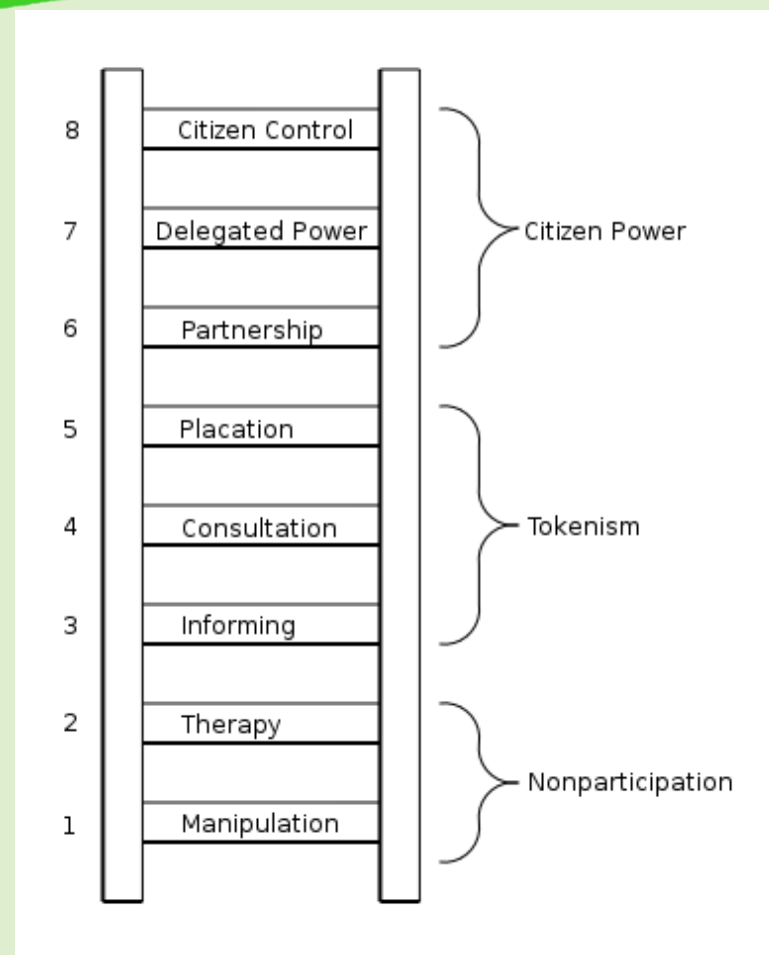 8 Citizen Control
7 Delegated Power
Citizen Power
6 Partnership
5 Placation
4 Consultation
Tokenism
3 Informing
2 Therapy
Nonparticipation
1 Manipulation